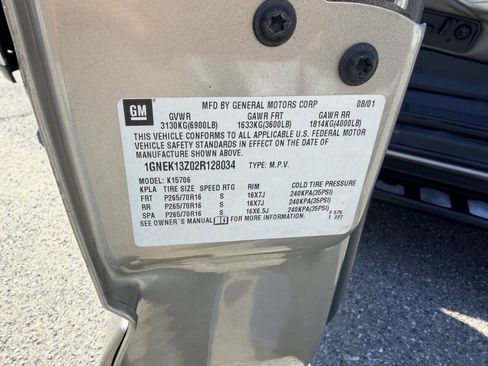 GM
MFD BY GENERAL MOTORS CORP 08/01
GVWR GAWR FRT GAWR RR
3130KG(6900LB) 1633KG(3600LB) 1814KG(4000LB)
THIS VEHICLE CONFORMS TO ALL APPLICABLE U.S. FEDERAL MOTOR
VEHICLE SAFETY STANDARDS IN EFFECT ON THE DATE OF
MANUFACTURE SHOWN ABOVE.
1GNEK13Z02R128034 TYPE: M.P.V.
MODEL: K15706
KPLA TIRE SIZE SPEED RTG RIM COLD TIRE PRESSURE
FRT P265/70R16 S 16X7J 240KPA(35PSI)
RR P265/70R16 S 16X7J 240KPA(35PSI)
SPA P265/70R16 S 16X6.5J 240KPA(35PSI)
SEE OWNER'S MANUAL FOR MORE INFORMATION. F 575
1 277